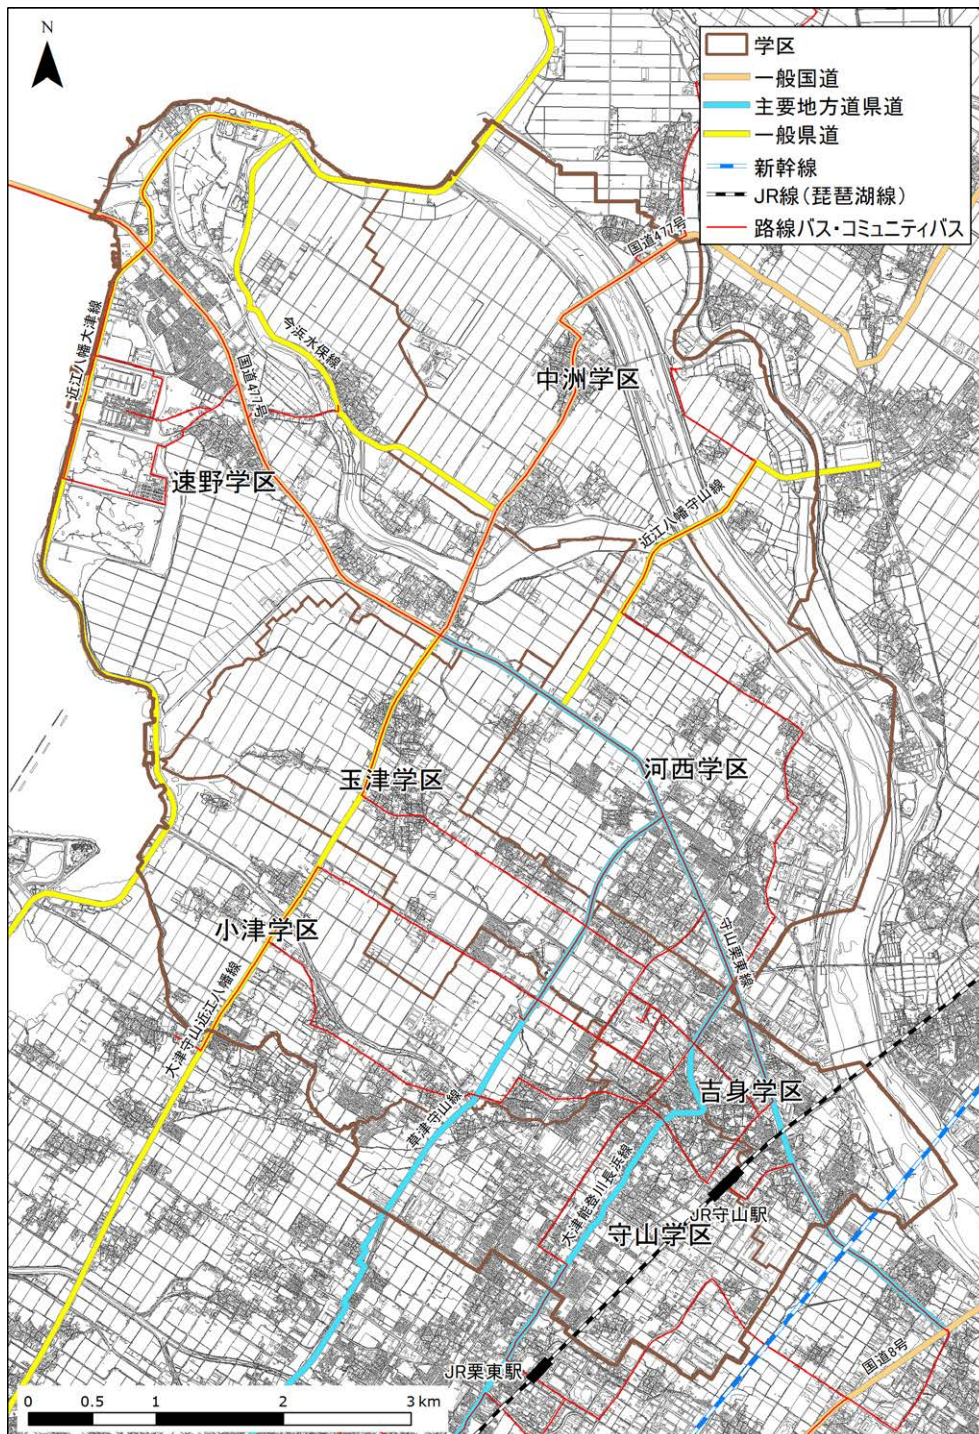 N
学区
一般国道
主要地方道県道
一般県道
新幹線
JR線(琵琶湖線)
路線バス・コミュニティバス
国道477号
近江八幡大津線
今浜水保線
国道477号
中洲学区
速野学区
近江八幡守山線
玉津学区
河西学区
小津学区
守山栗東線
大津守山近江八幡線
草津守山線
吉身学区
大津能登川長浜線
JR守山駅
守山学区
国道8号
JR栗東駅
0 0.5 1 2 3 km